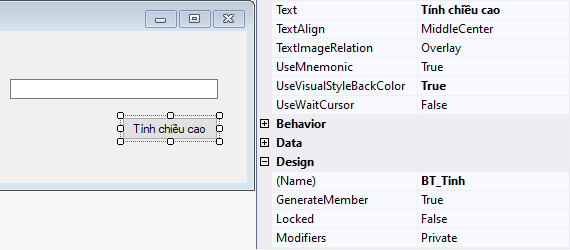 Tính chiều cao
Text Tính chiều cao
TextAlign MiddleCenter
TextImageRelation Overlay
UseMnemonic True
UseVisualStyleBackColor True
UseWaitCursor False
Behavior
Data
Design
(Name) BT_Tinh
GenerateMember True
Locked False
Modifiers Private